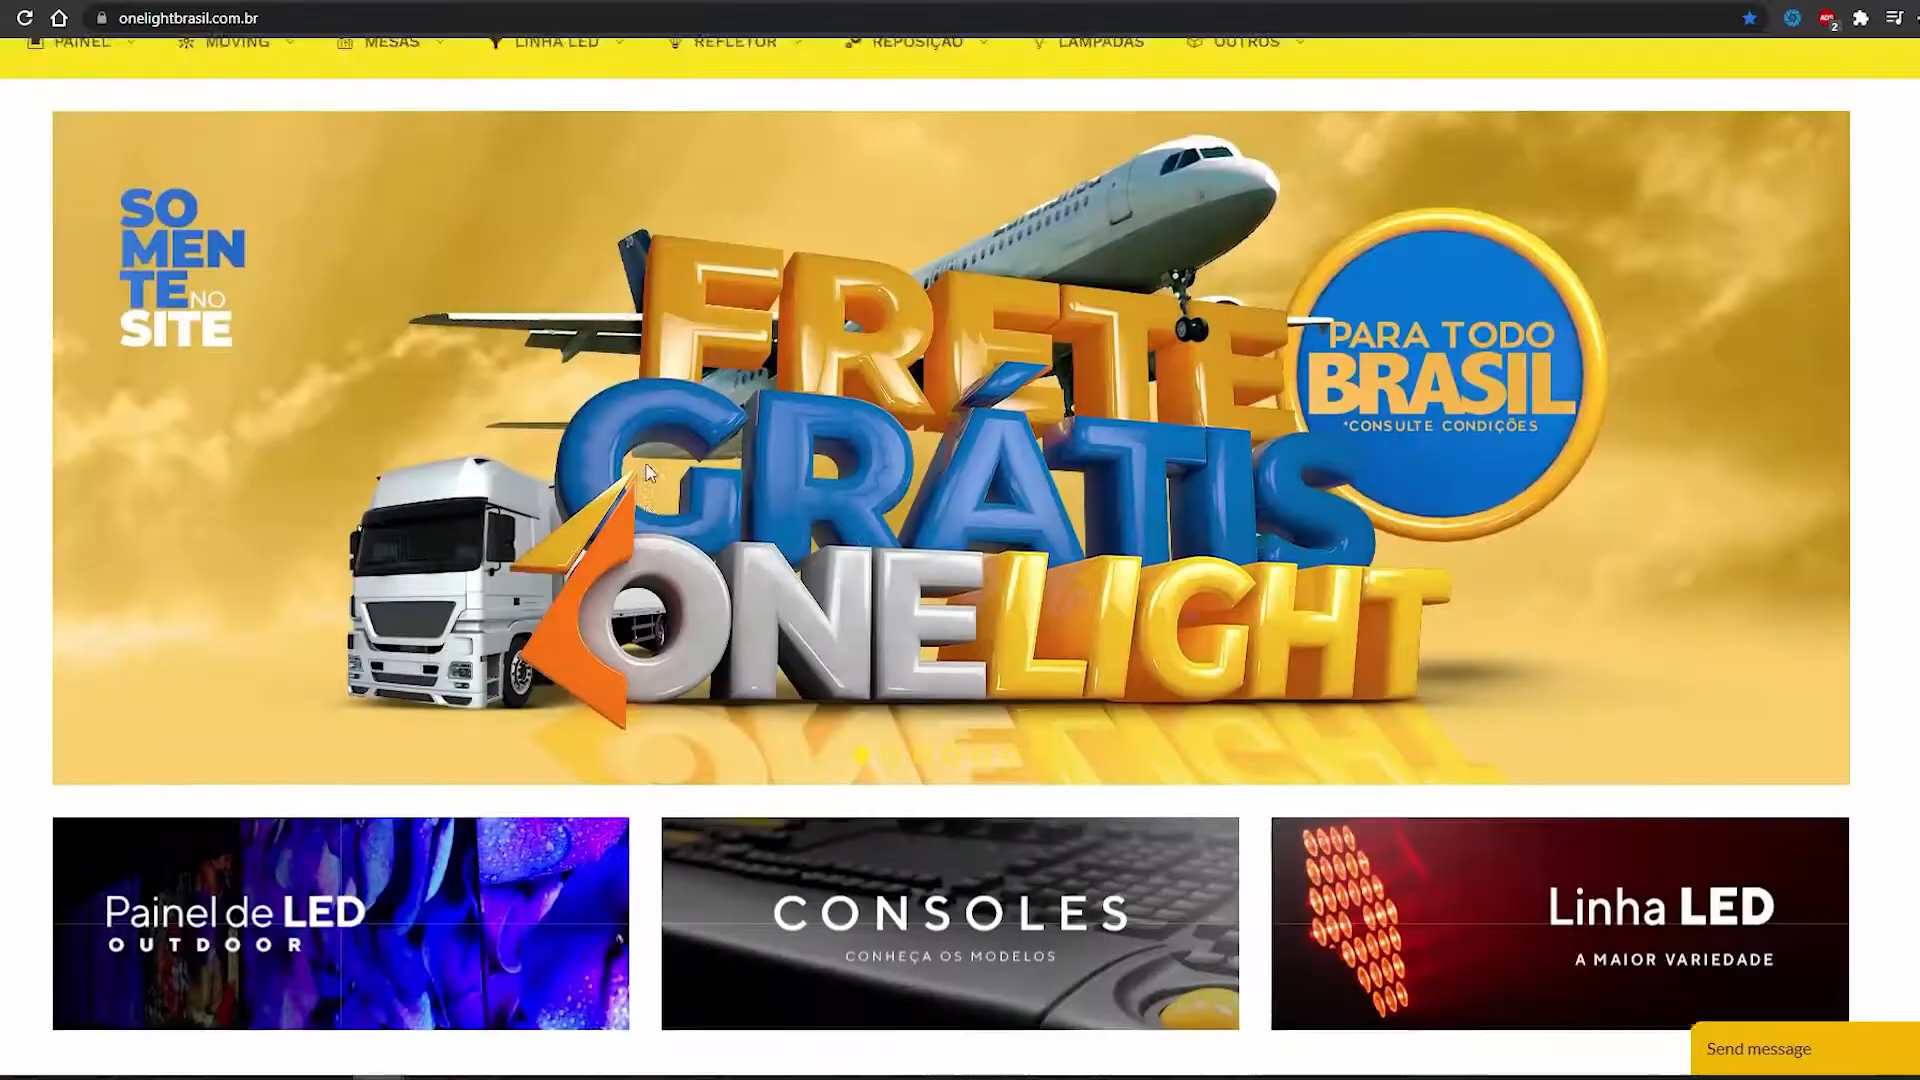 onelightbrasil.com.br
2
PAINEL
MOVING
MESAS
LINHA LED
REFLETOR
REPOSIÇÃO
LÂMPADAS
OUTROS
SO
MEN
TE NO
SITE
FRETE
GRÁTIS
ONELIGHT
PARA TODO
BRASIL
*CONSULTE CONDIÇÕES
Painel de LED
OUTDOOR
CONSOLES
CONHEÇA OS MODELOS
Linha LED
A MAIOR VARIEDADE
Send message